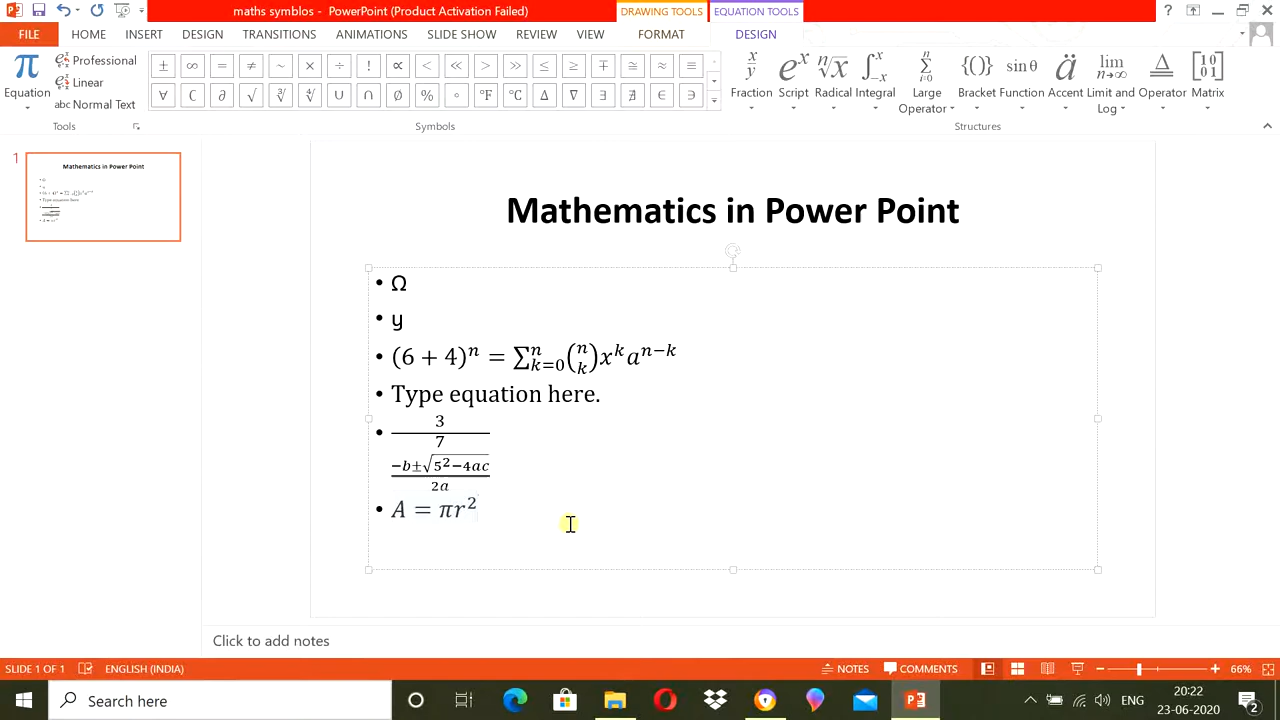 maths symblos - PowerPoint (Product Activation Failed)
DRAWING TOOLS EQUATION TOOLS
FILE HOME INSERT DESIGN TRANSITIONS ANIMATIONS SLIDE SHOW REVIEW VIEW FORMAT DESIGN
π Equation
Professional
Linear
abc Normal Text
Tools
± ∞ = ≠ ~ × ÷ ! ∝ < ≪ > ≫ ≤ ≥ ∓ ≅ ≈ ≡
∀ ∁ ∂ √ ∛ ∜ ∪ ∩ ∅ % ° °F °C ∆ ∇ ∃ ∄ ∈ ∋
Symbols
Fraction Script Radical Integral Large Operator Bracket Function Accent Limit and Log Operator Matrix
Structures
1
Mathematics in Power Point
• Ω
• y
• (6 + 4)ⁿ = ∑ⁿₖ₌₀ (n k) xᵏaⁿ⁻ᵏ
• Type equation here.
• 3/7
(−b±√(5²−4ac))/2a
• A = πr²
Click to add notes
SLIDE 1 OF 1 ENGLISH (INDIA) NOTES COMMENTS 66%
Search here
ENG
20:22
23-06-2020
2